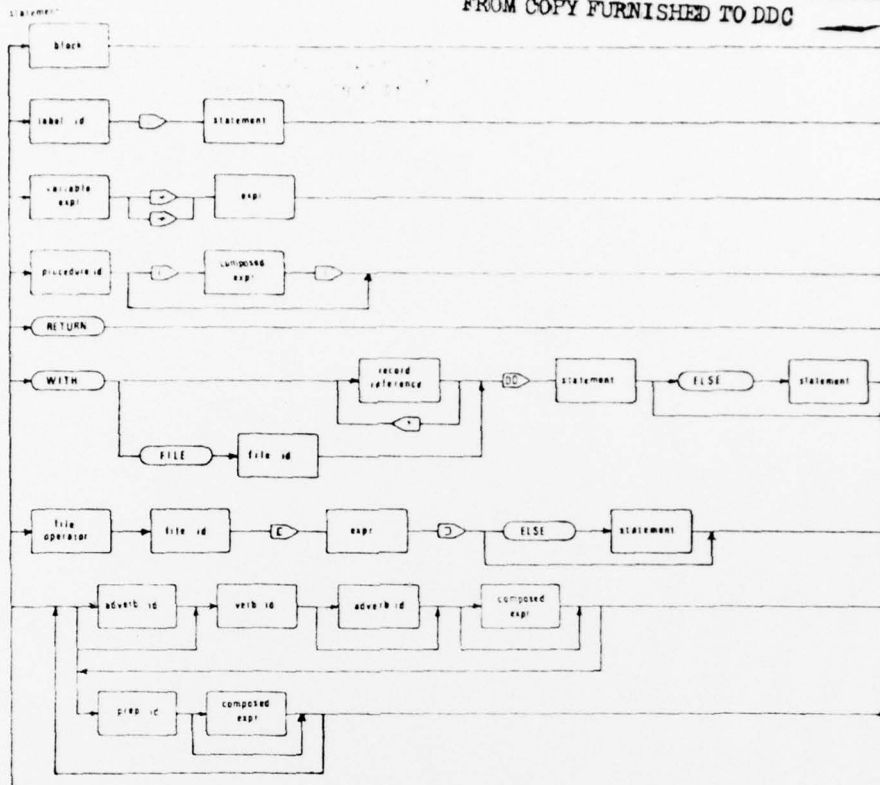 FROM COPY FURNISHED TO DDC
statement
block
label id
statement
variable
expr
expr
procedure id
composed
expr
RETURN
WITH
record
reference
DO
statement
ELSE
statement
FILE
file id
file
operator
file id
[
expr
]
ELSE
statement
adverb id
verb id
adverb id
composed
expr
prep id
composed
expr